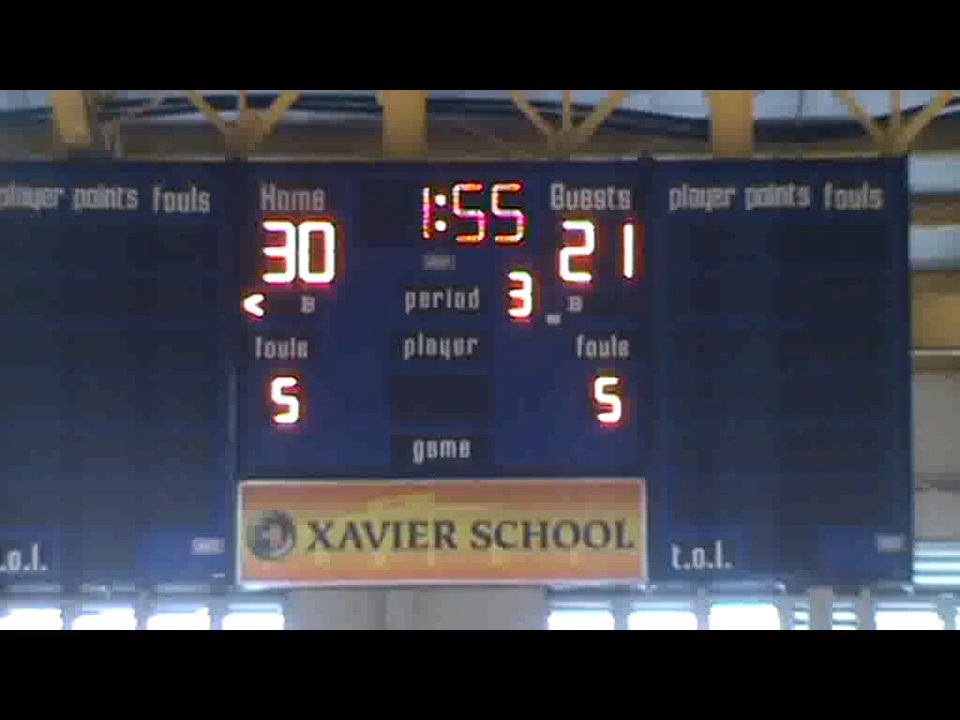 player points fouls Home 1:55 Guests player points fouls
30 21
< B period 3 B
fouls player fouls
5 5
game
XAVIER SCHOOL
t.o.l.